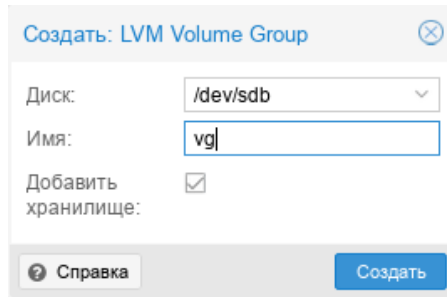 Создать: LVM Volume Group
Диск: /dev/sdb
Имя: vg
Добавить
хранилище:
Справка Создать